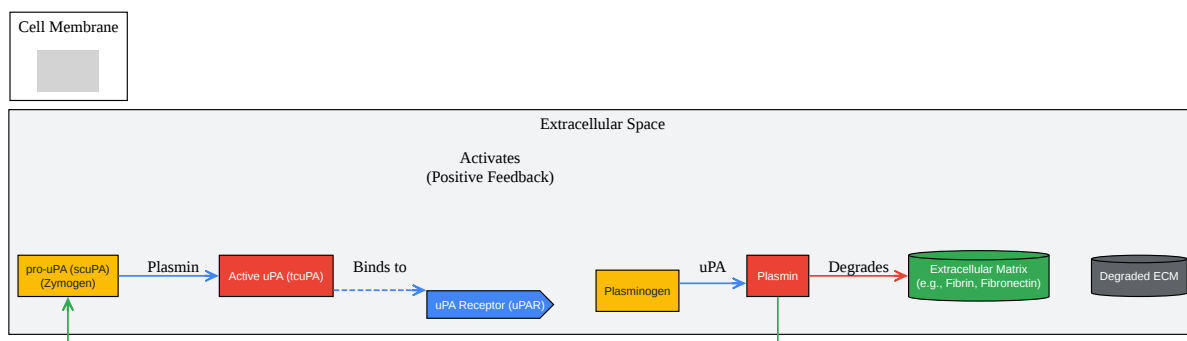 Cell Membrane
Extracellular Space
Activates
(Positive Feedback)
pro-uPA (scuPA)
(Zymogen)
Plasmin
Active uPA (tcuPA)
Binds to
uPA Receptor (uPAR)
Plasminogen
uPA
Plasmin
Degrades
Extracellular Matrix
(e.g., Fibrin, Fibronectin)
Degraded ECM